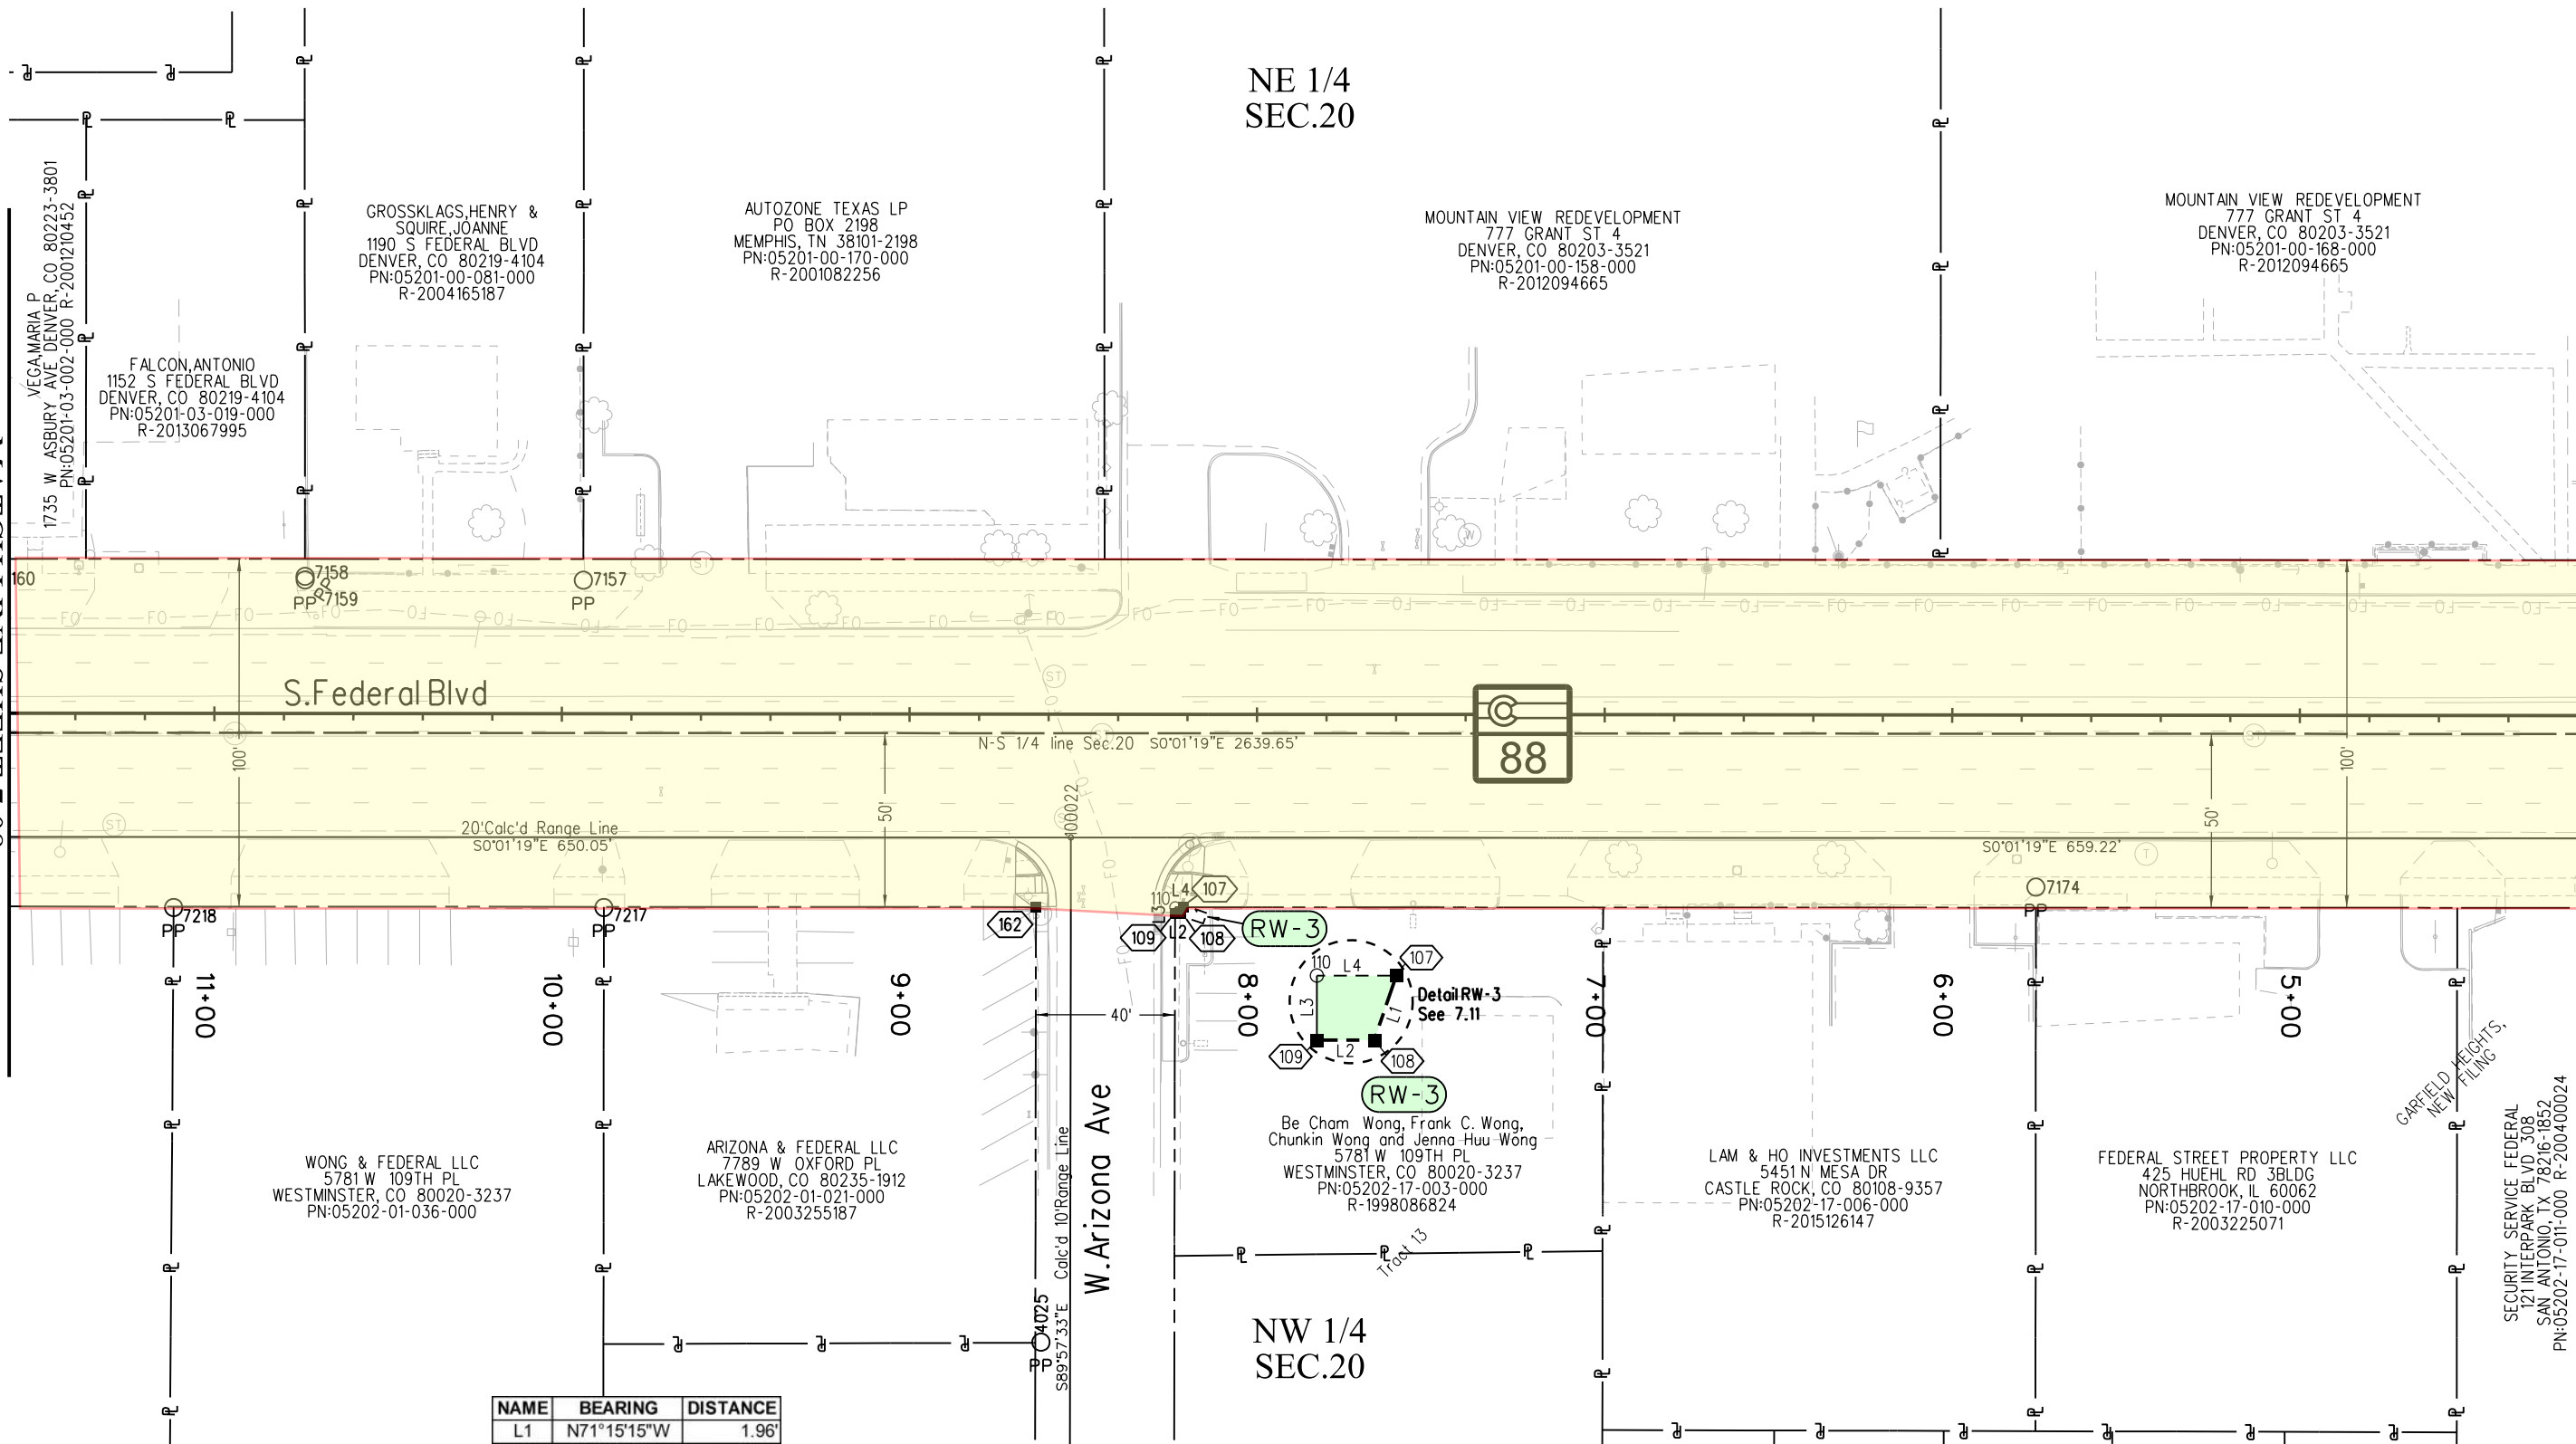 NE 1/4
SEC.20
VEGA,MARIA P
1735 W ASBURY AVE DENVER, CO 80223-3801
PN:05201-03-002-000 R-2001210452
FALCON,ANTONIO
1152 S FEDERAL BLVD
DENVER, CO 80219-4104
PN:05201-03-019-000
R-2013067995
GROSSKLAGS,HENRY &
SQUIRE,JOANNE
1190 S FEDERAL BLVD
DENVER, CO 80219-4104
PN:05201-00-081-000
R-2004165187
AUTOZONE TEXAS LP
PO BOX 2198
MEMPHIS, TN 38101-2198
PN:05201-00-170-000
R-2001082256
MOUNTAIN VIEW REDEVELOPMENT
777 GRANT ST 4
DENVER, CO 80203-3521
PN:05201-00-158-000
R-2012094665
MOUNTAIN VIEW REDEVELOPMENT
777 GRANT ST 4
DENVER, CO 80203-3521
PN:05201-00-168-000
R-2012094665
160
7158
PP
7159
PP
7157
PP
S.Federal Blvd
100'
N-S 1/4 line Sec.20 S0°01'19"E 2639.65'
88
100'
50'
50'
20'Calc'd Range Line
S0°01'19"E 650.05'
100022
S0°01'19"E 659.22'
7218
PP
7217
PP
162
110
L4
107
L3
109
L2
108
RW-3
7174
PP
11+00
10+00
9+00
8+00
7+00
6+00
5+00
40'
110
L4
107
L3
L1
109
L2
108
Detail RW-3
See 7.11
RW-3
Be Cham Wong, Frank C. Wong,
Chunkin Wong and Jenna Huu Wong
5781 W 109TH PL
WESTMINSTER, CO 80020-3237
PN:05202-17-003-000
R-1998086824
WONG & FEDERAL LLC
5781 W 109TH PL
WESTMINSTER, CO 80020-3237
PN:05202-01-036-000
ARIZONA & FEDERAL LLC
7789 W OXFORD PL
LAKEWOOD, CO 80235-1912
PN:05202-01-021-000
R-2003255187
W.Arizona Ave
Calc'd 10'Range Line
S89°57'33"E
4025
PP
LAM & HO INVESTMENTS LLC
5451 N MESA DR
CASTLE ROCK, CO 80108-9357
PN:05202-17-006-000
R-2015126147
FEDERAL STREET PROPERTY LLC
425 HUEHL RD 3BLDG
NORTHBROOK, IL 60062
PN:05202-17-010-000
R-2003225071
GARFIELD HEIGHTS,
NEW FILING
SECURITY SERVICE FEDERAL
121 INTERPARK BLVD 308
SAN ANTONIO, TX 78216-1852
PN:05202-17-011-000 R-2004000024
Tract 13
NW 1/4
SEC.20
NAME BEARING DISTANCE
L1 N71°15'15"W 1.96'